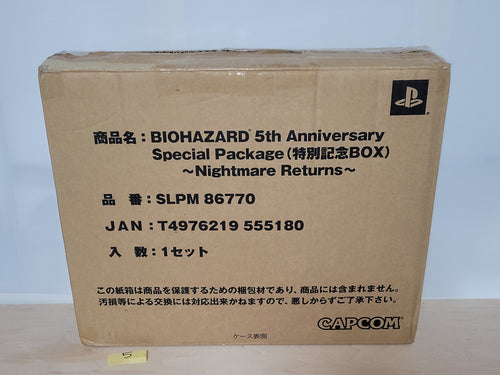 商品名：BIOHAZARD® 5th Anniversary
Special Package（特別記念BOX）
～Nightmare Returns～
品　番：SLPM 86770
JAN：T4976219 555180
入　数：1セット
この紙箱は商品を保護するための梱包材であり、商品には含まれません。
汚損等による交換には対応出来かねますので、悪しからずご了承下さい。
CAPCOM®
ケース表側
5